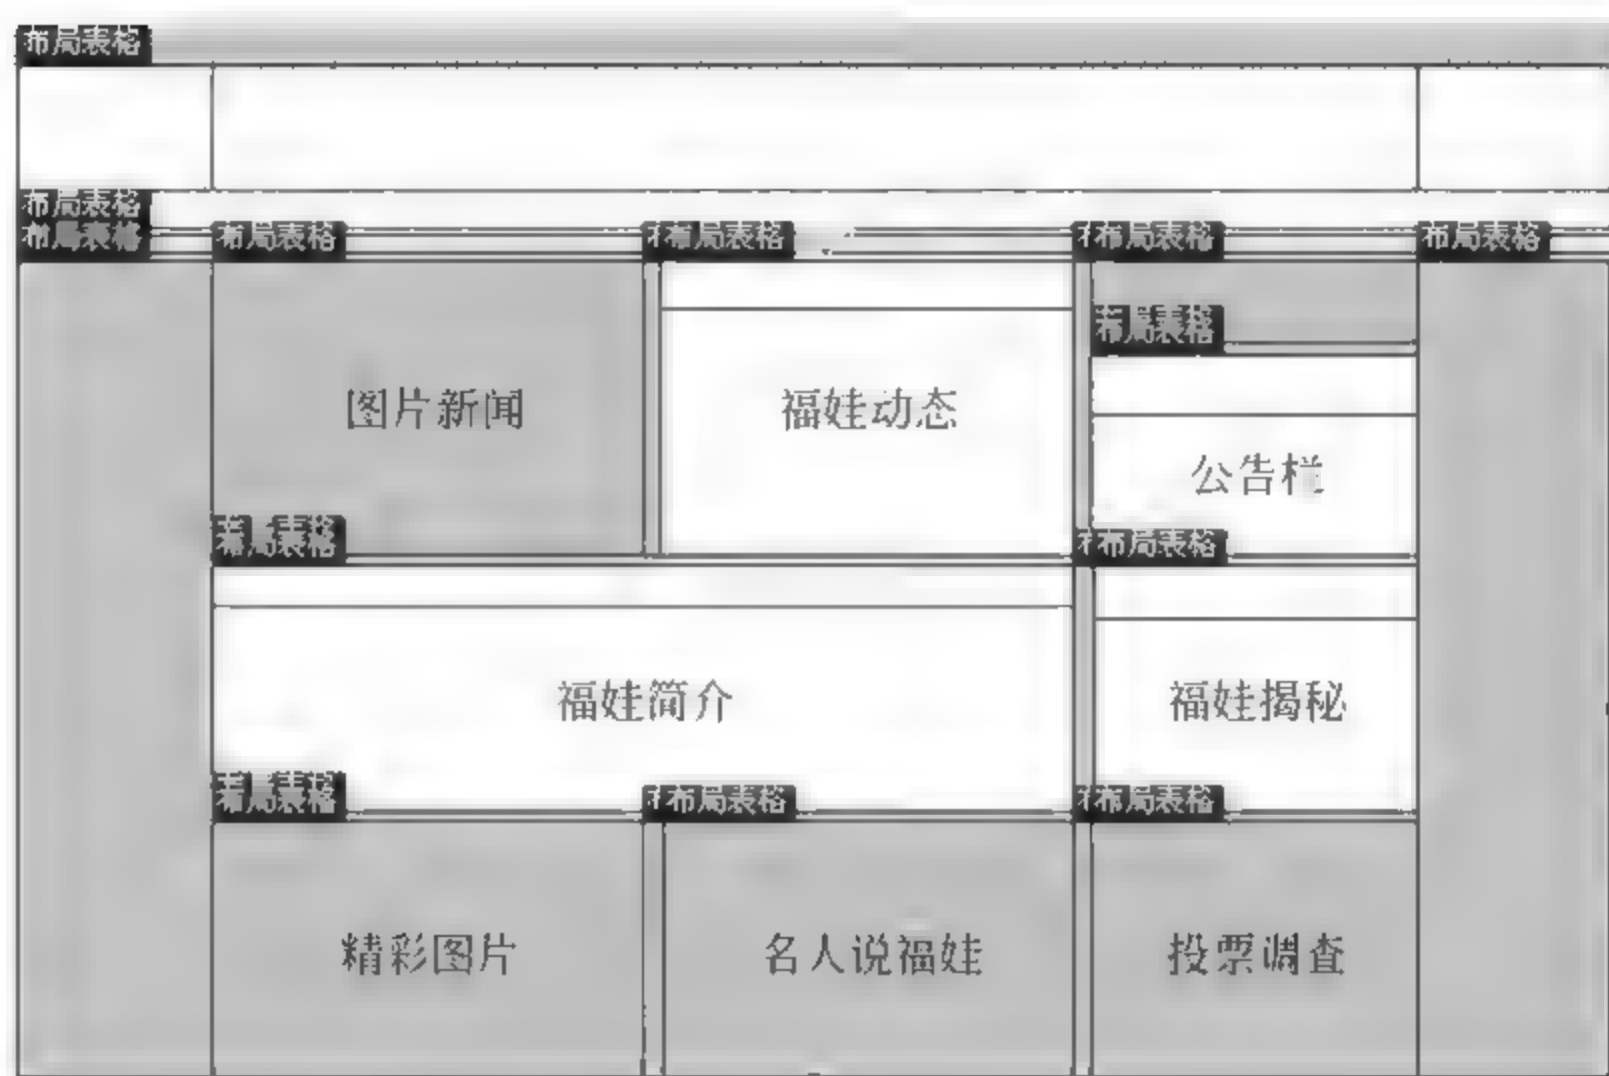 布局表格
布局表格
布局表格 布局表格 布局表格 布局表格 布局表格
布局表格
图片新闻 福娃动态
公告栏
布局表格 布局表格
福娃简介 福娃揭秘
布局表格 布局表格 布局表格
精彩图片 名人说福娃 投票调查